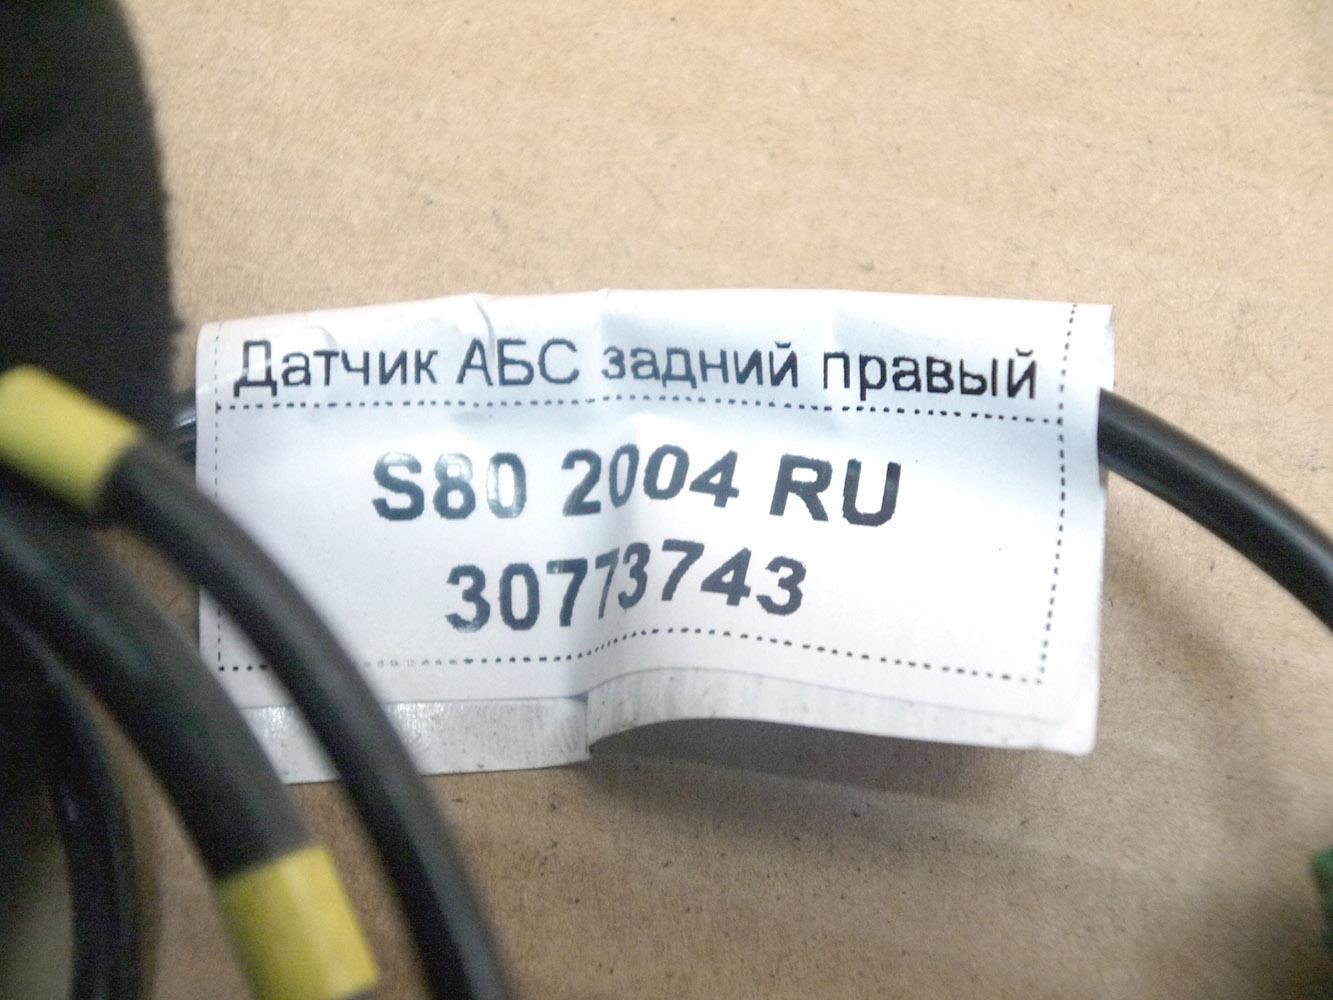 Датчик АБС задний правый
S80 2004 RU
30773743